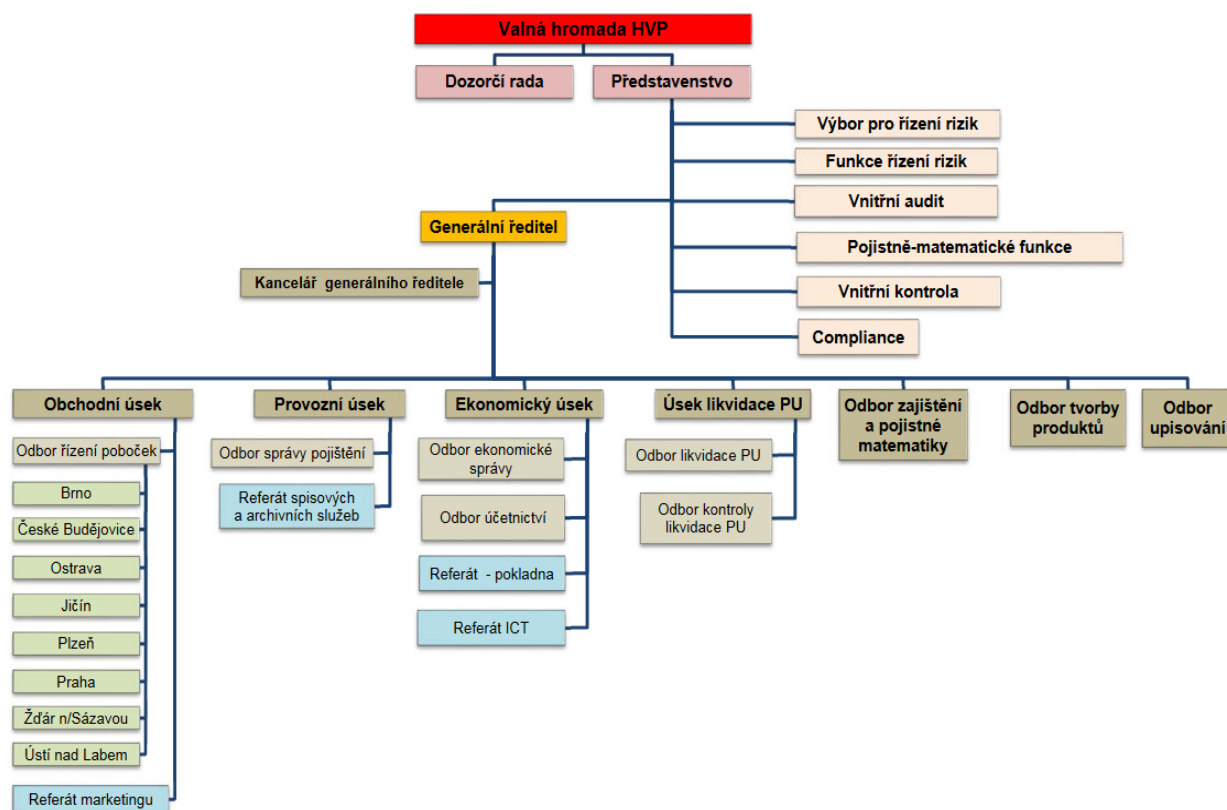 Valná hromada HVP
Dozorčí rada
Představenstvo
Výbor pro řízení rizik
Funkce řízení rizik
Vnitřní audit
Generální ředitel
Pojistně-matematické funkce
Kancelář generálního ředitele
Vnitřní kontrola
Compliance
Obchodní úsek
Provozní úsek
Ekonomický úsek
Úsek likvidace PU
Odbor zajištění
a pojistné
matematiky
Odbor tvorby
produktů
Odbor
upisování
Odbor řízení poboček
Brno
České Budějovice
Ostrava
Jičín
Plzeň
Praha
Žďár n/Sázavou
Ústí nad Labem
Referát marketingu
Odbor správy pojištění
Referát spisových
a archivních služeb
Odbor ekonomické
správy
Odbor účetnictví
Referát - pokladna
Referát ICT
Odbor likvidace PU
Odbor kontroly
likvidace PU